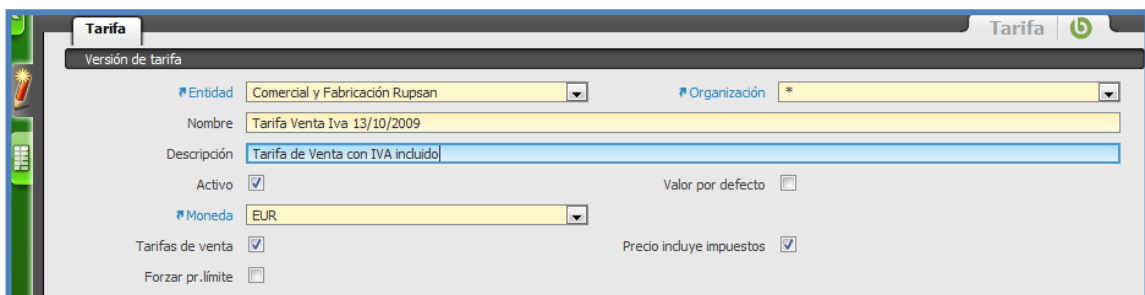 Tarifa
Tarifa
Versión de tarifa
Entidad Comercial y Fabricación Rupsan Organización *
Nombre Tarifa Venta Iva 13/10/2009
Descripción Tarifa de Venta con IVA incluido
Activo Valor por defecto
Moneda EUR
Tarifas de venta Precio incluye impuestos
Forzar pr.límite